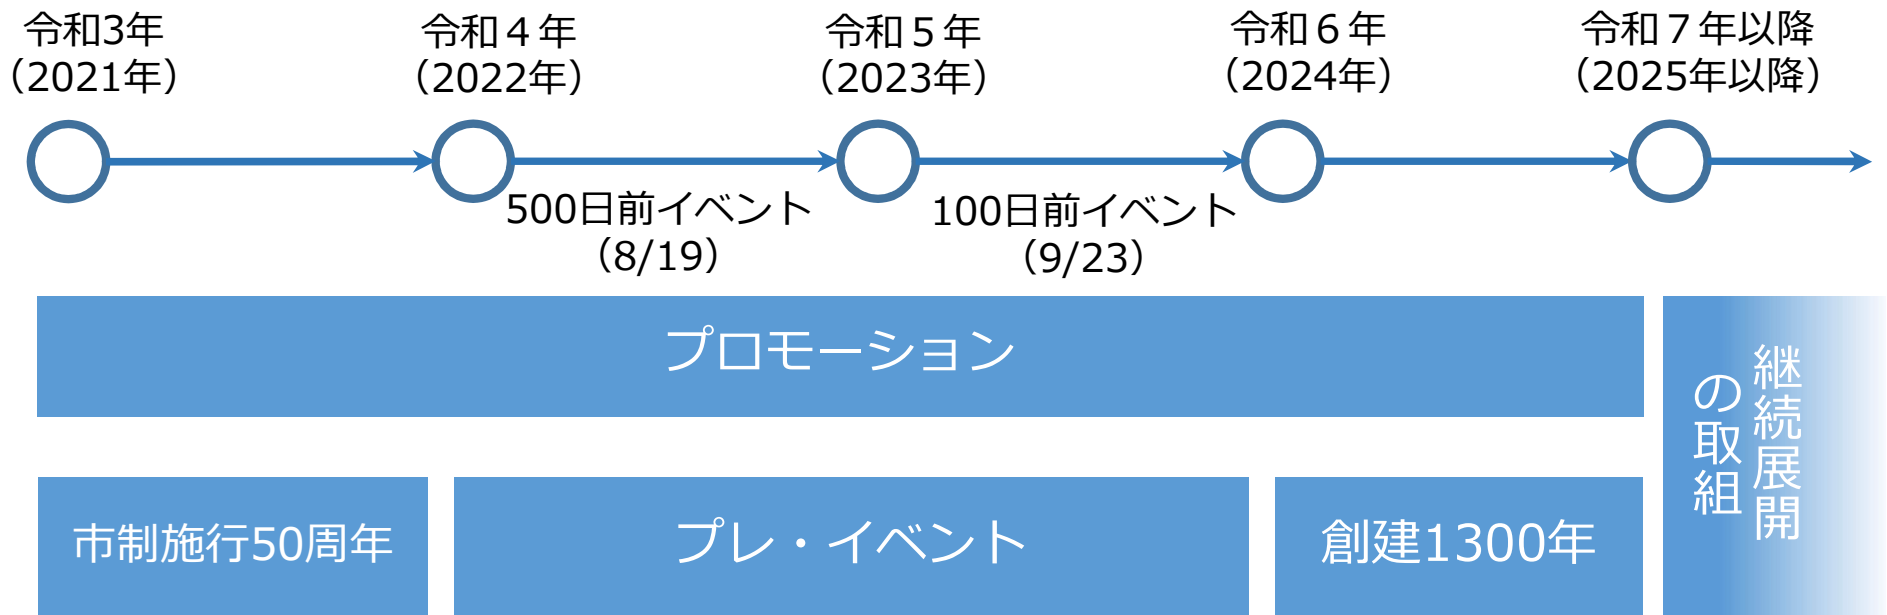 令和3年
（2021年）
令和４年
（2022年）
令和５年
（2023年）
令和６年
（2024年）
令和７年以降
（2025年以降）
500日前イベント
（8/19）
100日前イベント
（9/23）
プロモーション
市制施行50周年
プレ・イベント
創建1300年
継続展開
の取組